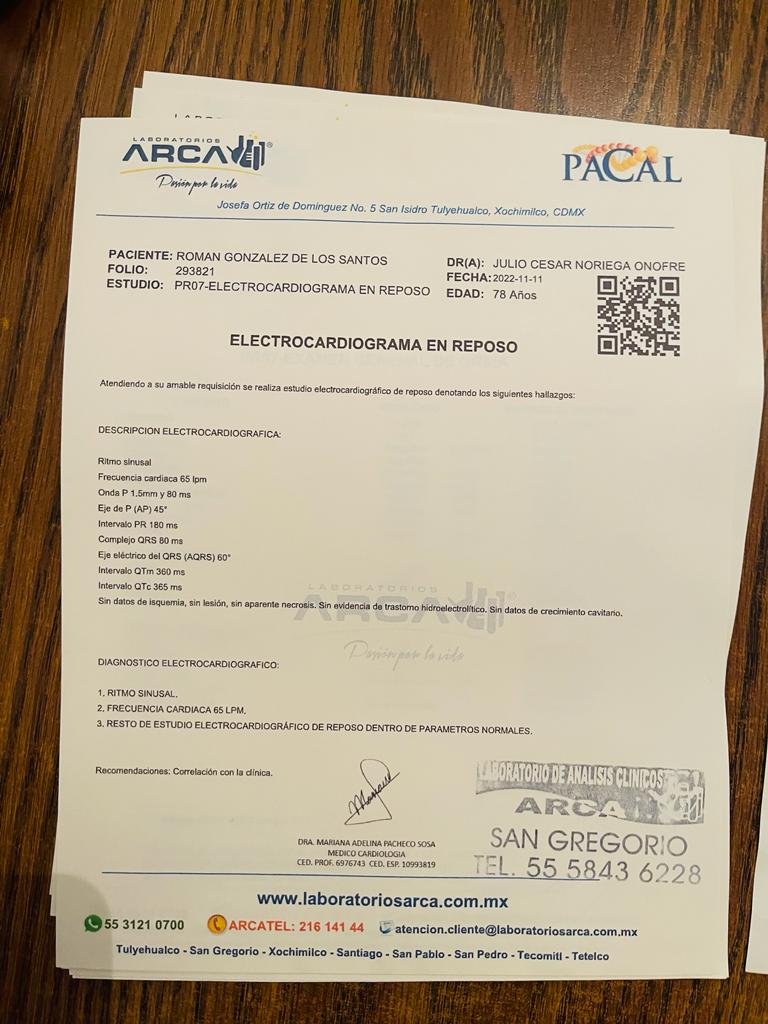 LABORATORIOS
ARCA
Pasión por la vida
PACAL
Josefa Ortiz de Dominguez No. 5 San Isidro Tulyehualco, Xochimilco, CDMX
PACIENTE: ROMAN GONZALEZ DE LOS SANTOS
FOLIO: 293821
ESTUDIO: PR07-ELECTROCARDIOGRAMA EN REPOSO
DR(A): JULIO CESAR NORIEGA ONOFRE
FECHA: 2022-11-11
EDAD: 78 Años
ELECTROCARDIOGRAMA EN REPOSO
Atendiendo a su amable requisición se realiza estudio electrocardiográfico de reposo denotando los siguientes hallazgos:
DESCRIPCION ELECTROCARDIOGRAFICA:
Ritmo sinusal
Frecuencia cardiaca 65 lpm
Onda P 1.5mm y 80 ms
Eje de P (AP) 45°
Intervalo PR 180 ms
Complejo QRS 80 ms
Eje eléctrico del QRS (AQRS) 60°
Intervalo QTm 360 ms
Intervalo QTc 365 ms
Sin datos de isquemia, sin lesión, sin aparente necrosis. Sin evidencia de trastorno hidroelectrolítico. Sin datos de crecimiento cavitario.
LABORATORIOS
ARCA
Pasión por la vida
DIAGNOSTICO ELECTROCARDIOGRAFICO:
1. RITMO SINUSAL.
2. FRECUENCIA CARDIACA 65 LPM.
3. RESTO DE ESTUDIO ELECTROCARDIOGRÁFICO DE REPOSO DENTRO DE PARAMETROS NORMALES.
Recomendaciones: Correlación con la clínica.
DRA. MARIANA ADELINA PACHECO SOSA
MEDICO CARDIOLOGIA
CED. PROF. 6976743 CED. ESP. 10993819
LABORATORIO DE ANALISIS CLINICOS
ARCA
SAN GREGORIO
TEL. 55 5843 6228
www.laboratoriosarca.com.mx
55 3121 0700 ARCATEL: 216 141 44 atencion.cliente@laboratoriosarca.com.mx
Tulyehualco - San Gregorio - Xochimilco - Santiago - San Pablo - San Pedro - Tecomitl - Tetelco